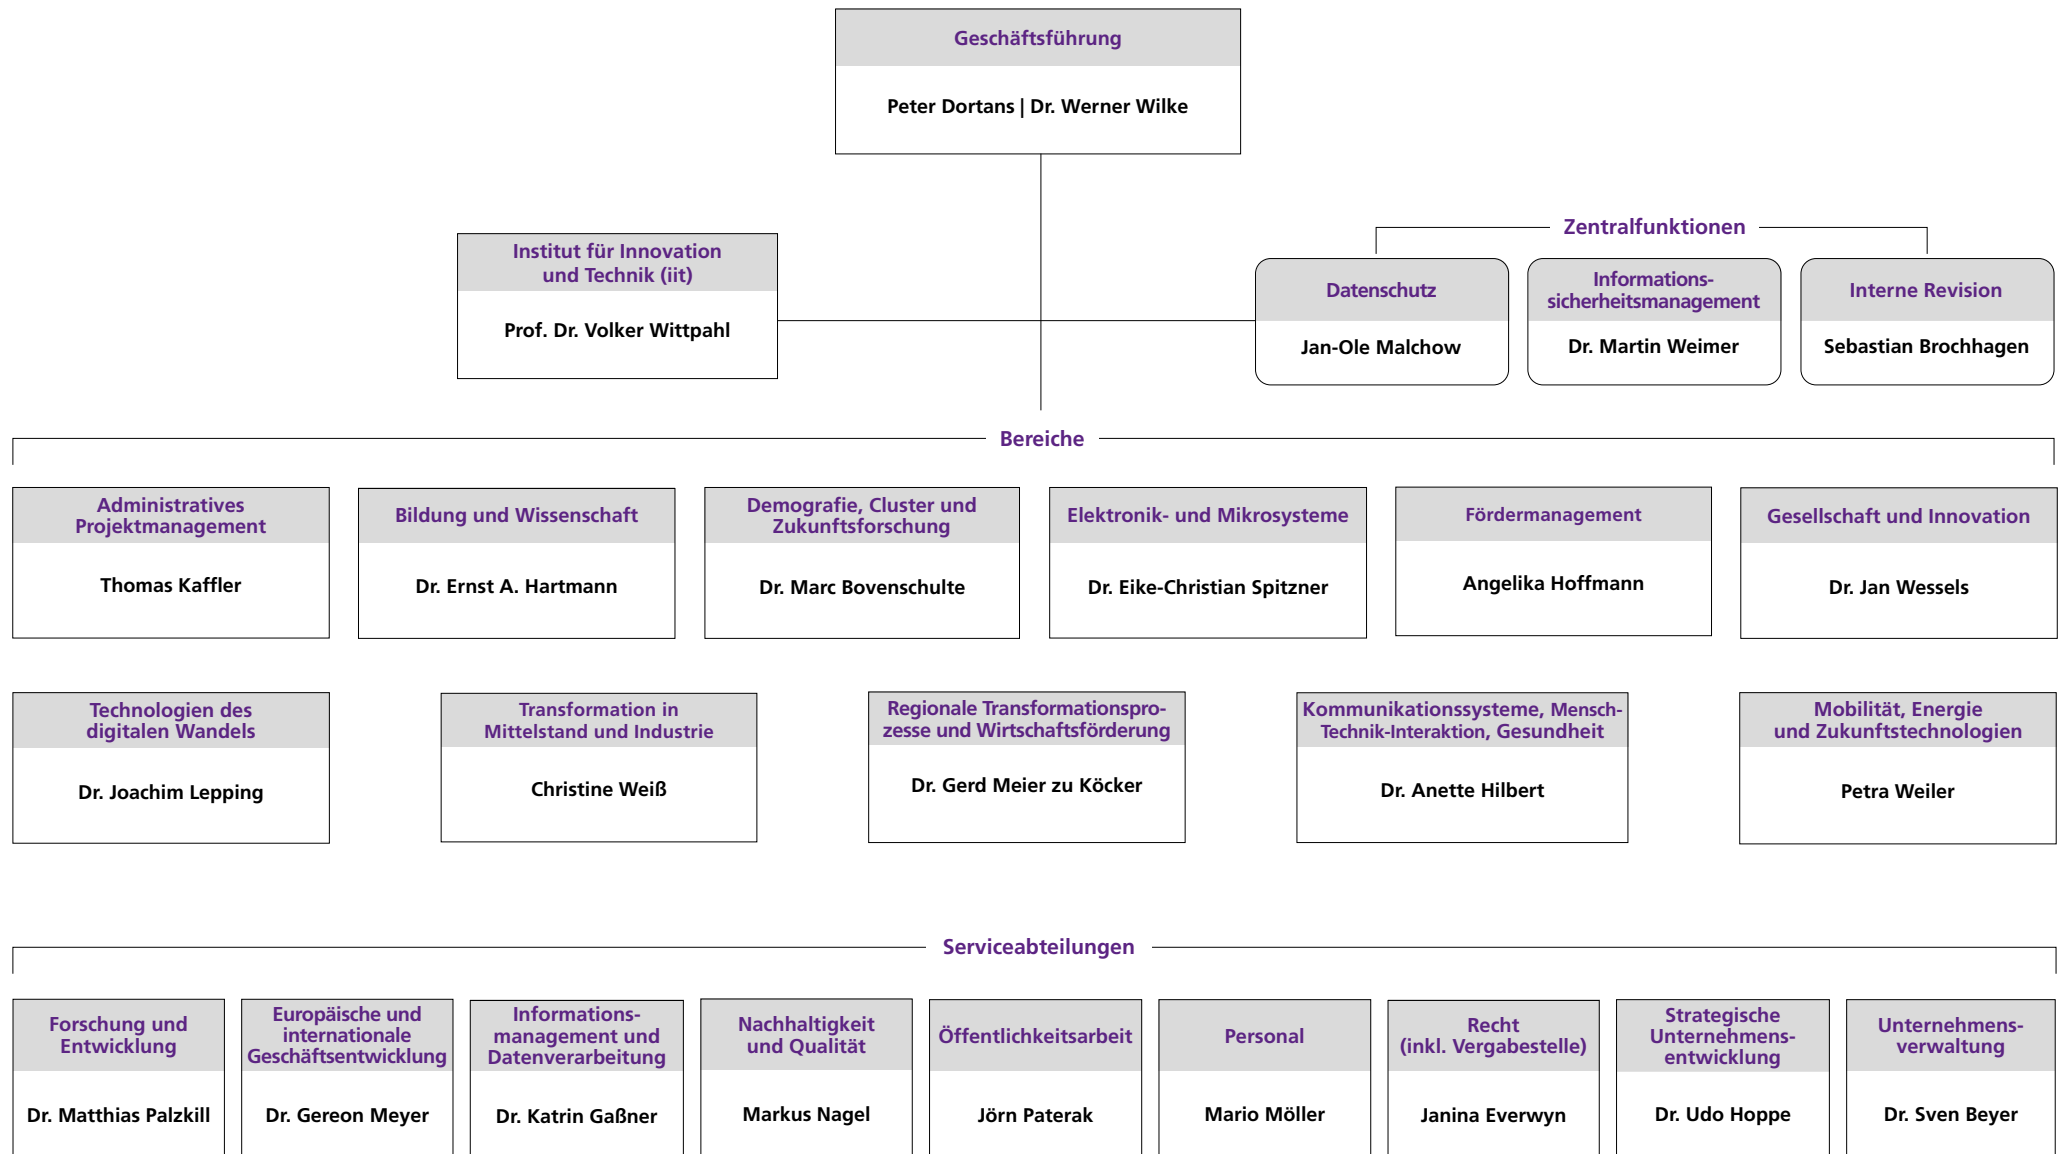 Geschäftsführung
Peter Dortans | Dr. Werner Wilke
Institut für Innovation
und Technik (iit)
Prof. Dr. Volker Wittpahl
Zentralfunktionen
Datenschutz
Jan-Ole Malchow
Informations-
sicherheitsmanagement
Dr. Martin Weimer
Interne Revision
Sebastian Brochhagen
Bereiche
Administratives
Projektmanagement
Thomas Kaffler
Bildung und Wissenschaft
Dr. Ernst A. Hartmann
Demografie, Cluster und
Zukunftsforschung
Dr. Marc Bovenschulte
Elektronik- und Mikrosysteme
Dr. Eike-Christian Spitzner
Fördermanagement
Angelika Hoffmann
Gesellschaft und Innovation
Dr. Jan Wessels
Technologien des
digitalen Wandels
Dr. Joachim Lepping
Transformation in
Mittelstand und Industrie
Christine Weiß
Regionale Transformationspro-
zesse und Wirtschaftsförderung
Dr. Gerd Meier zu Köcker
Kommunikationssysteme, Mensch-
Technik-Interaktion, Gesundheit
Dr. Anette Hilbert
Mobilität, Energie
und Zukunftstechnologien
Petra Weiler
Serviceabteilungen
Forschung und
Entwicklung
Dr. Matthias Palzkill
Europäische und
internationale
Geschäftsentwicklung
Dr. Gereon Meyer
Informations-
management und
Datenverarbeitung
Dr. Katrin Gaßner
Nachhaltigkeit
und Qualität
Markus Nagel
Öffentlichkeitsarbeit
Jörn Paterak
Personal
Mario Möller
Recht
(inkl. Vergabestelle)
Janina Everwyn
Strategische
Unternehmens-
entwicklung
Dr. Udo Hoppe
Unternehmens-
verwaltung
Dr. Sven Beyer